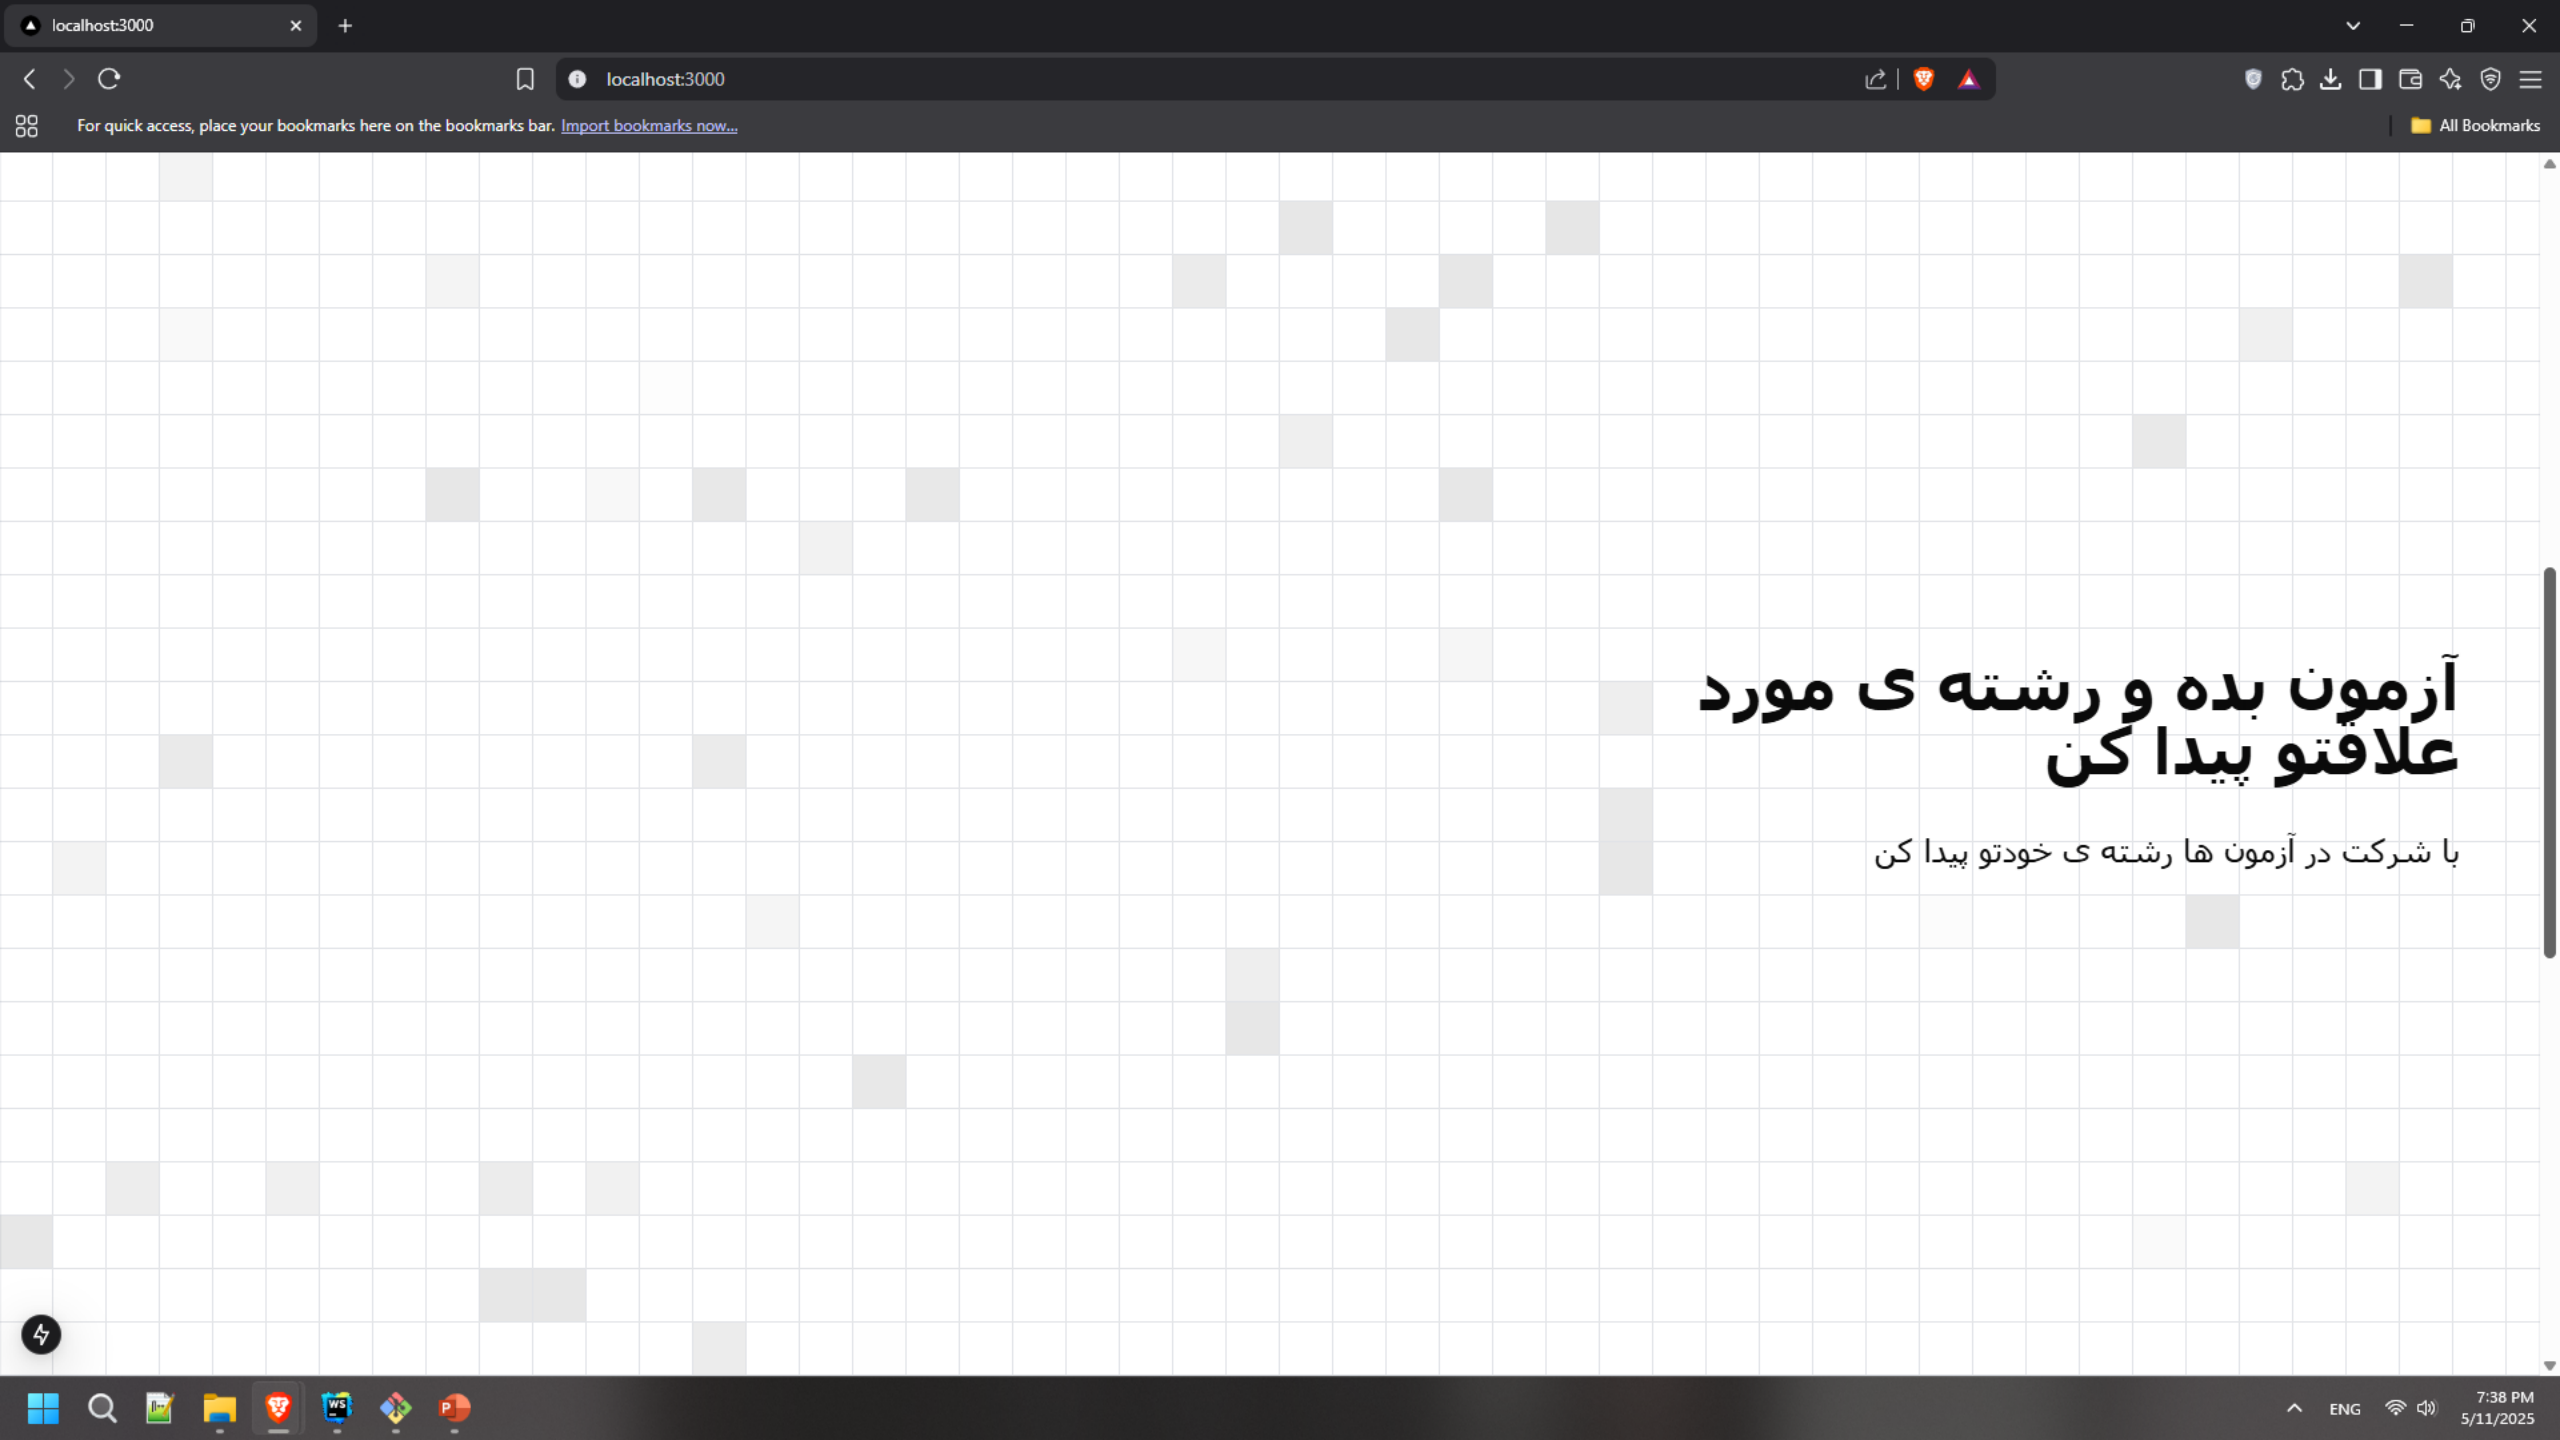 localhost:3000
localhost:3000
For quick access, place your bookmarks here on the bookmarks bar. Import bookmarks now...
All Bookmarks
آزمون بده و رشته ی مورد
علاقتو پیدا کن
با شرکت در آزمون ها رشته ی خودتو پیدا کن
WS
P
ENG
7:38 PM
5/11/2025